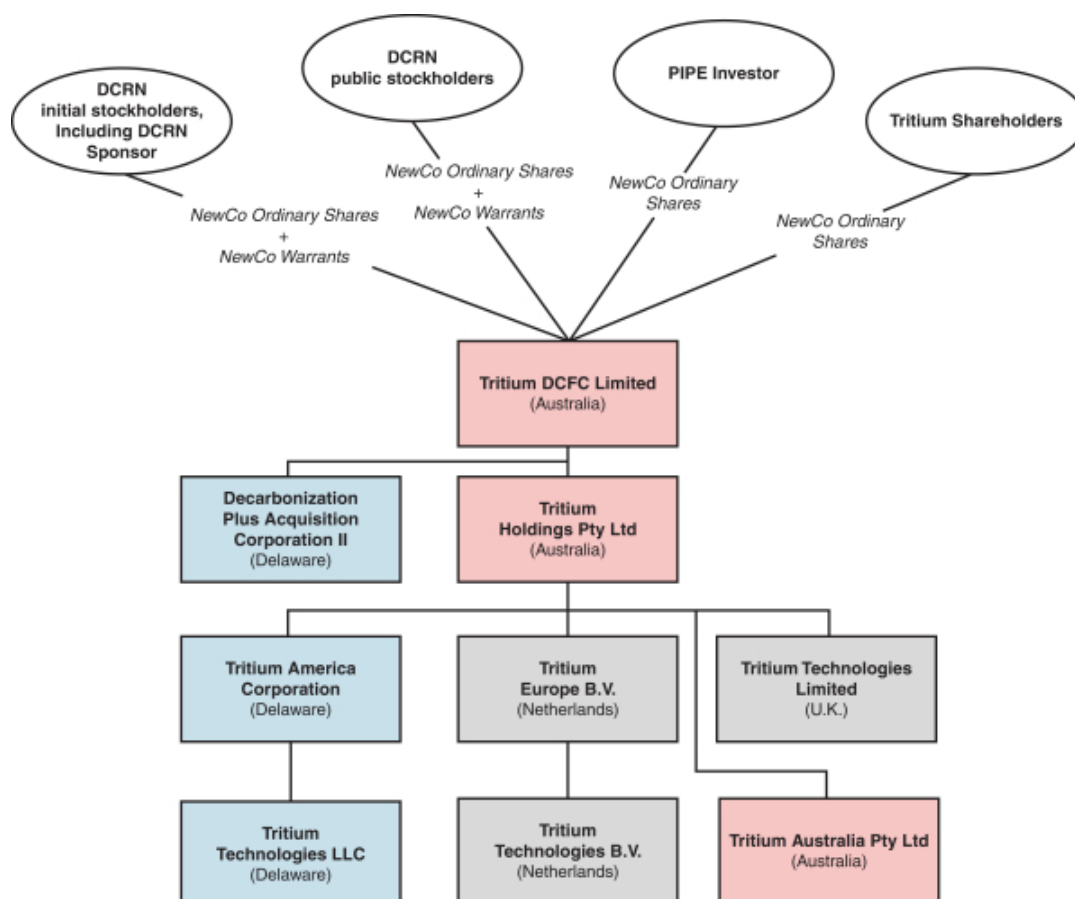 DCRN
initial stockholders,
Including DCRN
Sponsor
DCRN
public stockholders
PIPE Investor
Tritium Shareholders
NewCo Ordinary Shares
+
NewCo Warrants
NewCo Ordinary Shares
+
NewCo Warrants
NewCo Ordinary
Shares
NewCo Ordinary
Shares
Tritium DCFC Limited
(Australia)
Decarbonization
Plus Acquisition
Corporation II
(Delaware)
Tritium
Holdings Pty Ltd
(Australia)
Tritium America
Corporation
(Delaware)
Tritium
Europe B.V.
(Netherlands)
Tritium Technologies
Limited
(U.K.)
Tritium
Technologies LLC
(Delaware)
Tritium
Technologies B.V.
(Netherlands)
Tritium Australia Pty Ltd
(Australia)